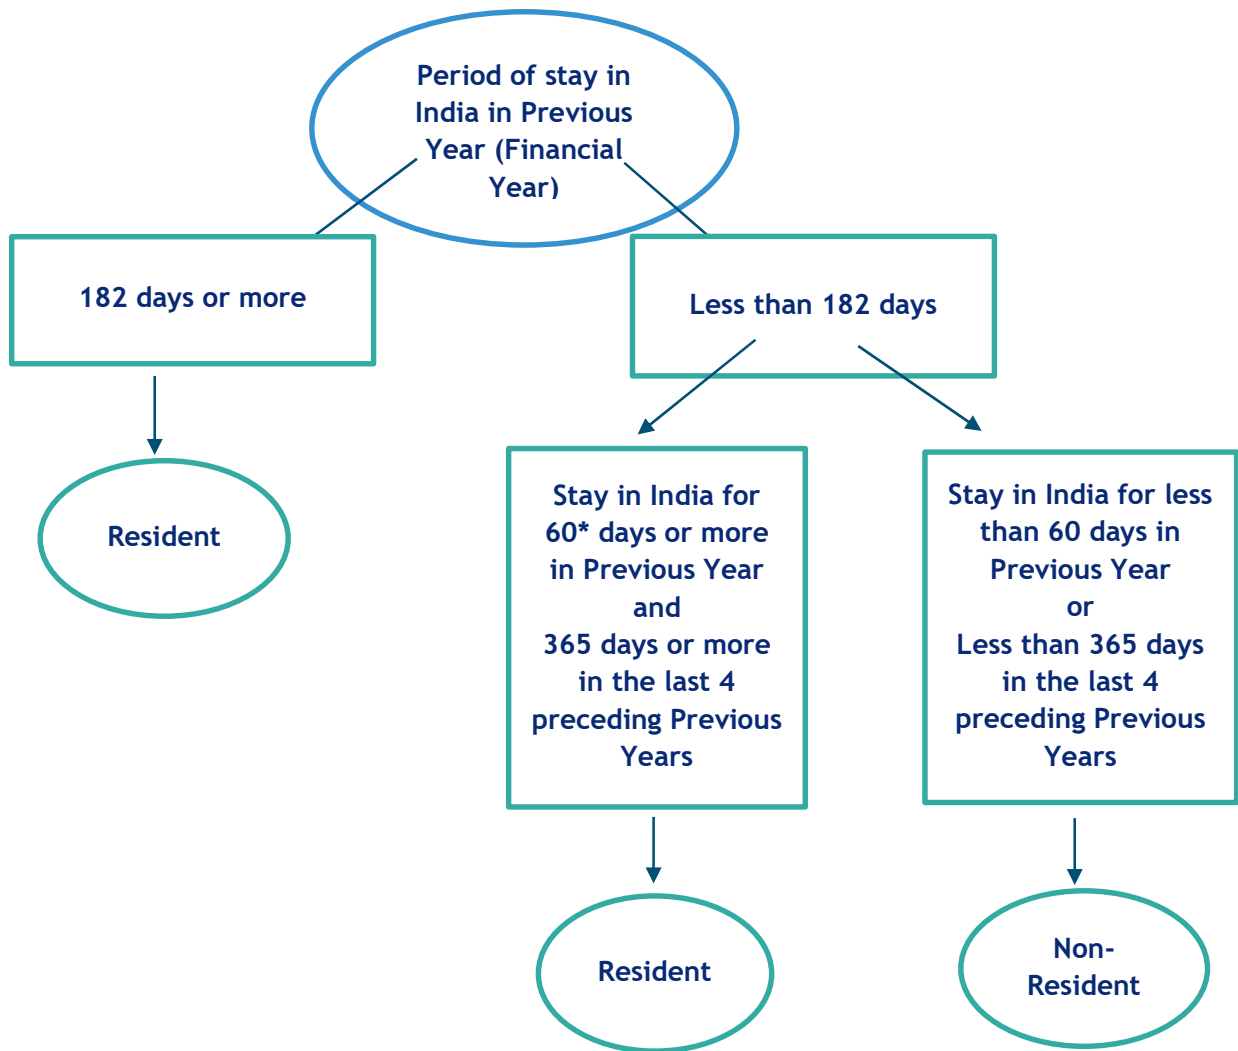 Period of stay in
India in Previous
Year (Financial
Year)
182 days or more
Less than 182 days
Resident
Stay in India for
60* days or more
in Previous Year
and
365 days or more
in the last 4
preceding Previous
Years
Stay in India for less
than 60 days in
Previous Year
or
Less than 365 days
in the last 4
preceding Previous
Years
Resident
Non-
Resident